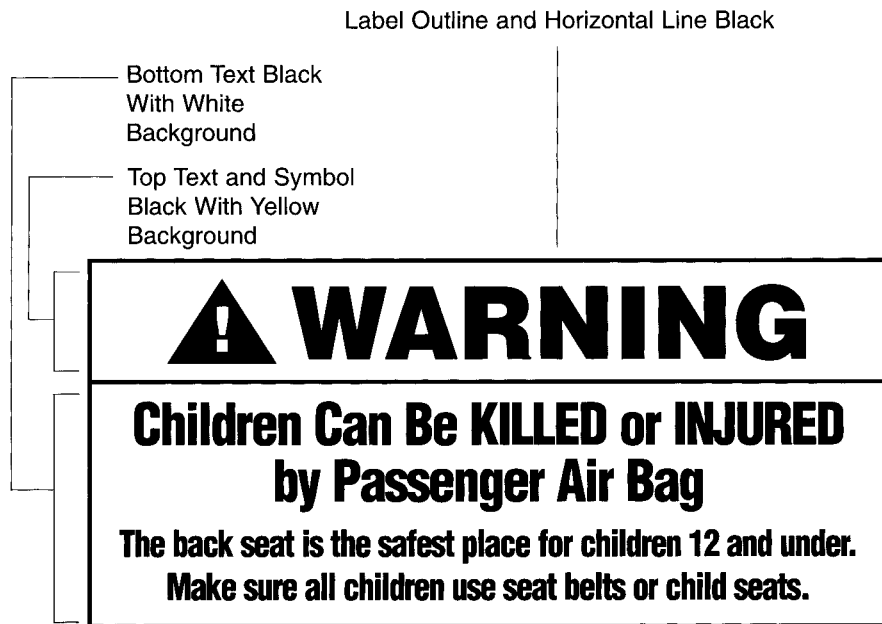 Label Outline and Horizontal Line Black
Bottom Text Black
With White
Background
Top Text and Symbol
Black With Yellow
Background
! WARNING
Children Can Be KILLED or INJURED
by Passenger Air Bag
The back seat is the safest place for children 12 and under.
Make sure all children use seat belts or child seats.